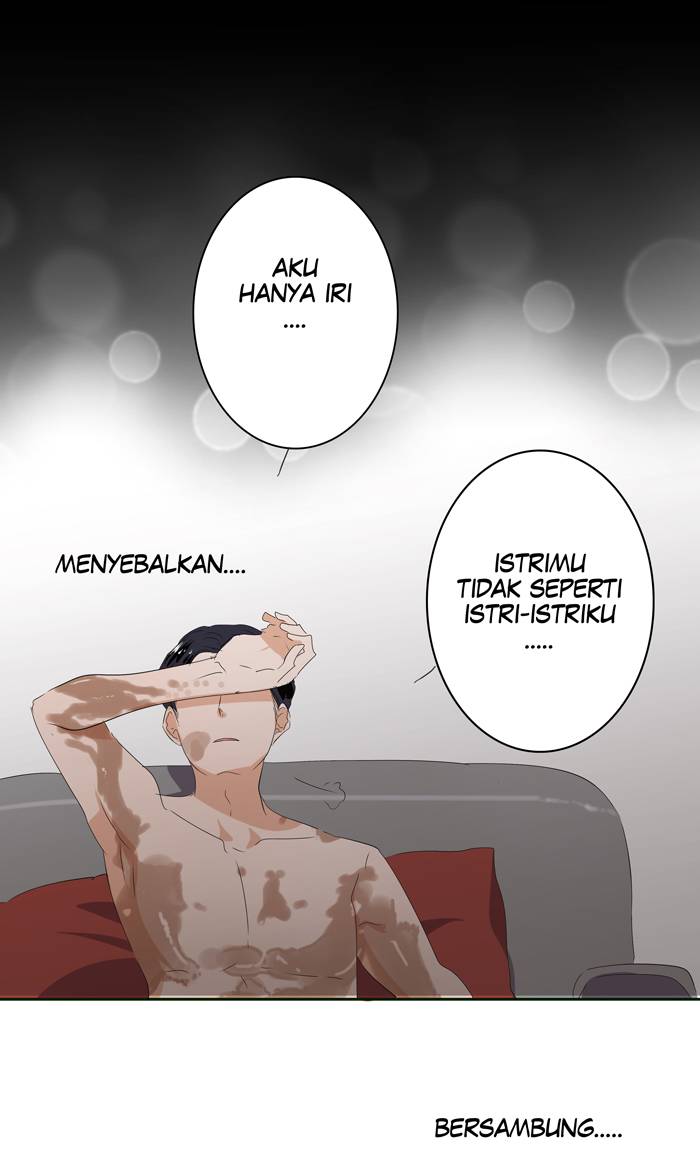 AKU
HANYA IRI
....
MENYEBALKAN....
ISTRIMU
TIDAK SEPERTI
ISTRI-ISTRIKU
.....
BERSAMBUNG.....